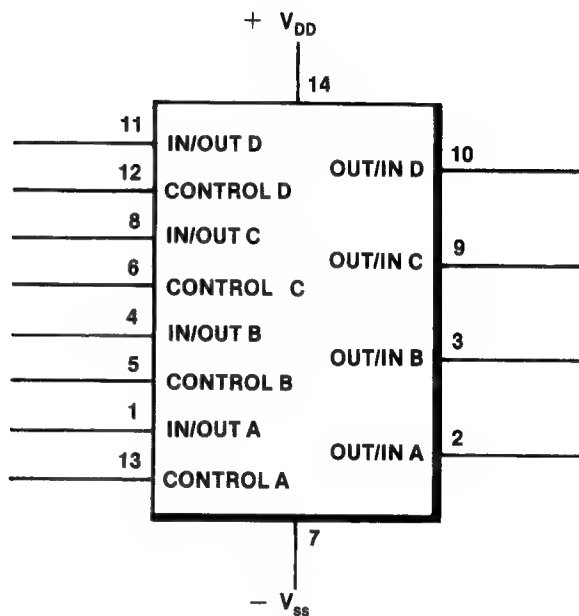 + V_DD
14
11
IN/OUT D
12
CONTROL D
8
IN/OUT C
6
CONTROL C
4
IN/OUT B
5
CONTROL B
1
IN/OUT A
13
CONTROL A
10
OUT/IN D
9
OUT/IN C
3
OUT/IN B
2
OUT/IN A
7
− V_ss